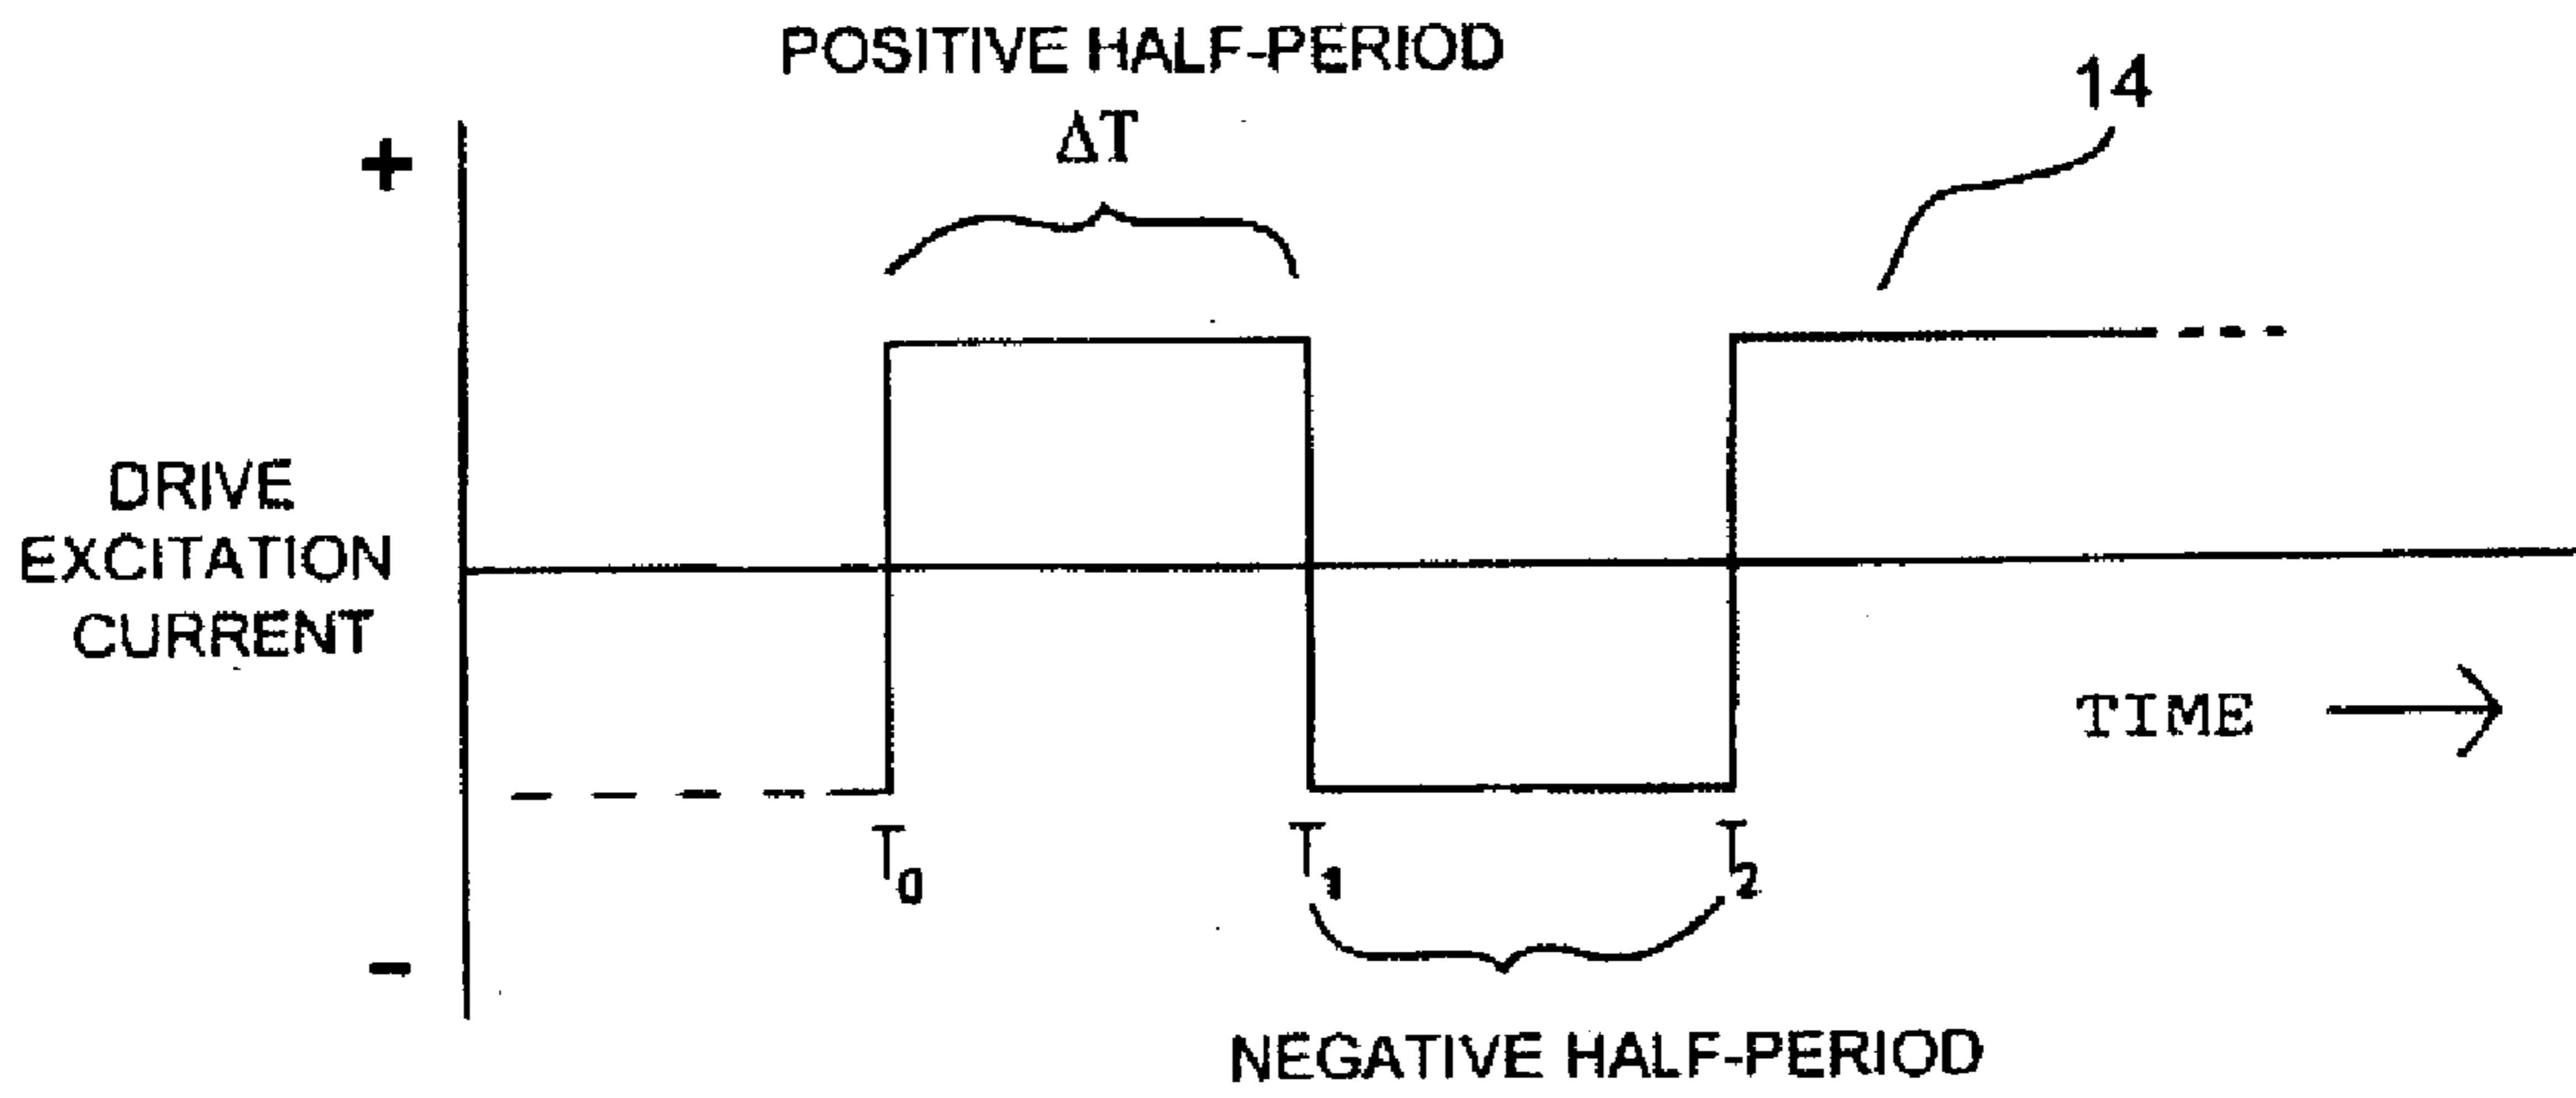 POSITIVE HALF-PERIOD
ΔT
14
+
DRIVE
EXCITATION
CURRENT
TIME
T0
T1
T2
-
NEGATIVE HALF-PERIOD